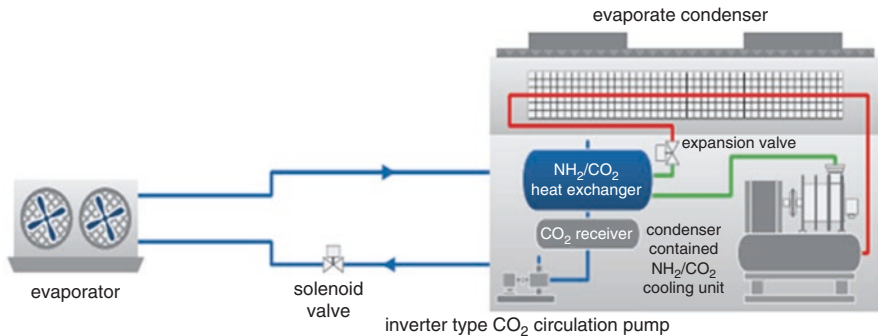 evaporate condenser
expansion valve
NH₂/CO₂
heat exchanger
CO₂ receiver
condenser
contained
NH₂/CO₂
cooling unit
evaporator
solenoid
valve
inverter type CO₂ circulation pump